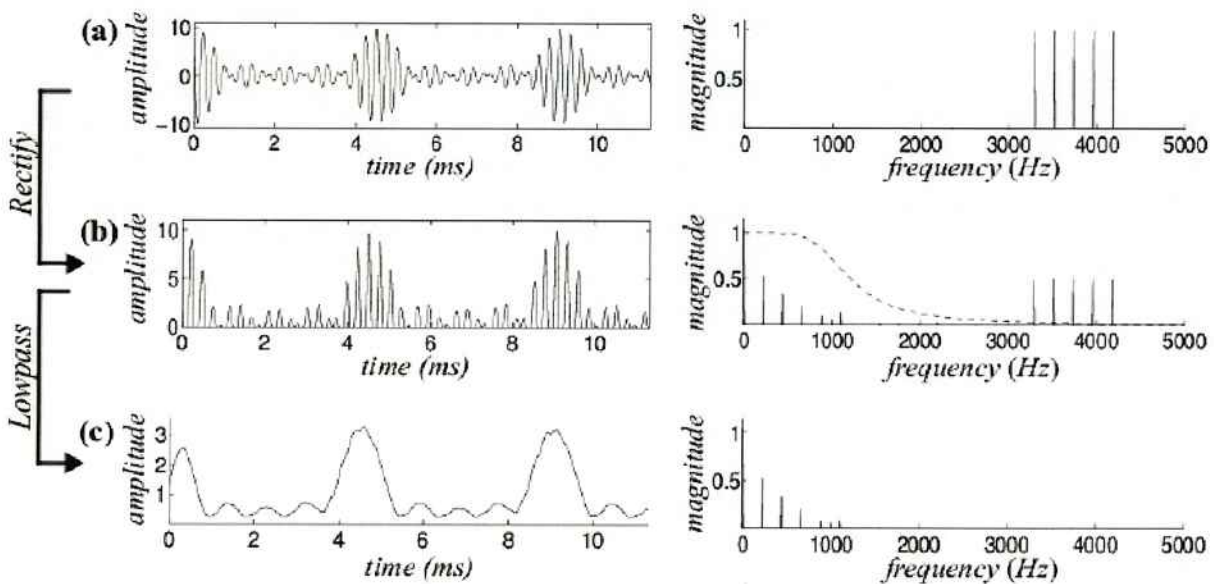 (a)
amplitude
10
0
−10
0 2 4 6 8 10
time (ms)
magnitude
1
0.5
0 1000 2000 3000 4000 5000
frequency (Hz)
Rectify
(b)
amplitude
10
5
0
0 2 4 6 8 10
time (ms)
magnitude
1
0.5
0 1000 2000 3000 4000 5000
frequency (Hz)
Lowpass
(c)
amplitude
3
2
1
0 2 4 6 8 10
time (ms)
magnitude
1
0.5
0 1000 2000 3000 4000 5000
frequency (Hz)